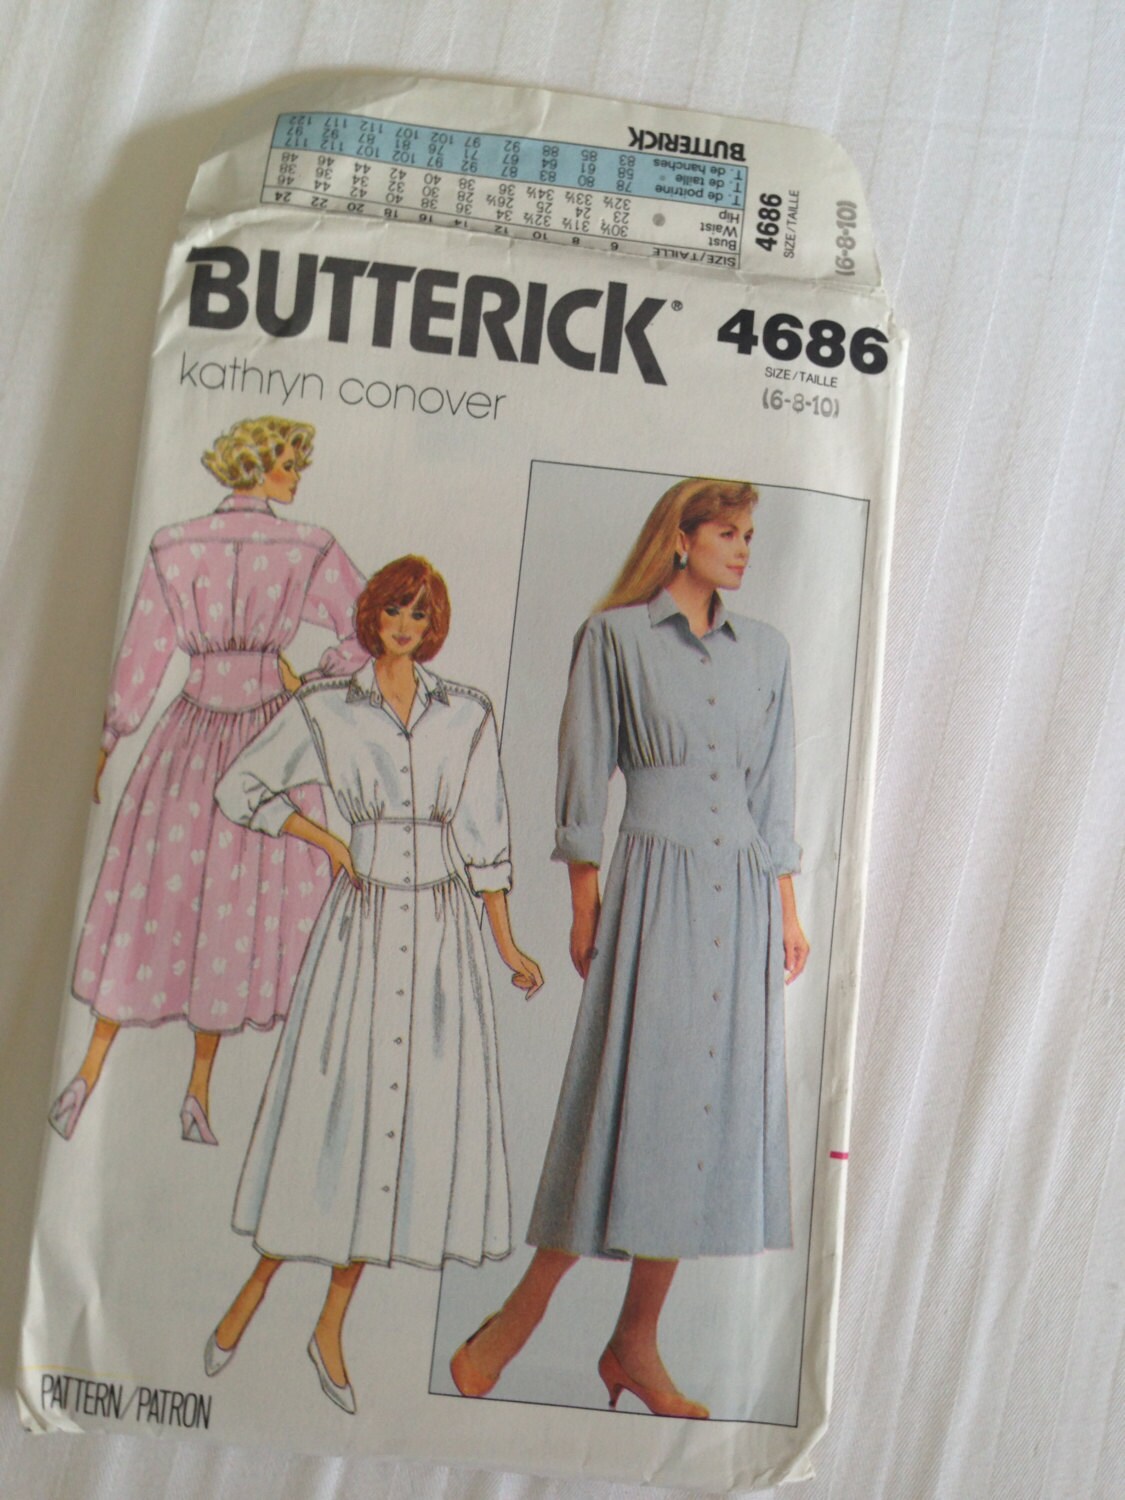 BUTTERICK
SIZE/TAILLE 6 8 10 12 14 16 18 20 22 24
Bust 30½ 31½ 32½ 34 36 38 40 42 44 46
Waist 23 24 25 26½ 28 30 32 34 36 38
Hip 32½ 33½ 34½ 36 38 40 42 44 46 48
T. de poitrine 78 80 83 87 92 97 102 107 112 117
T. de taille 58 61 64 67 71 76 81 87 92 97
T. de hanches 83 85 88 92 97 102 107 112 117 122
4686
SIZE/TAILLE
(6-8-10)
BUTTERICK®
kathryn conover
4686
SIZE/TAILLE
(6-8-10)
PATTERN/PATRON